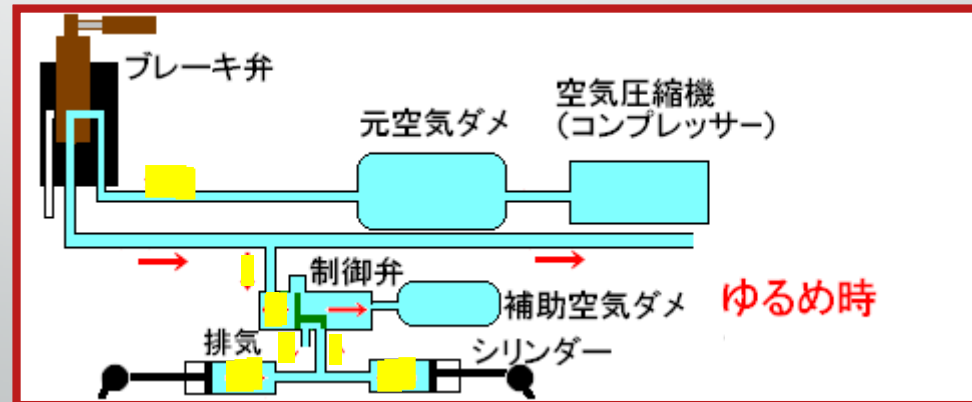 ブレーキ弁
空気圧縮機
(コンプレッサー)
元空気ダメ
制御弁
補助空気ダメ
ゆるめ時
排気
シリンダー